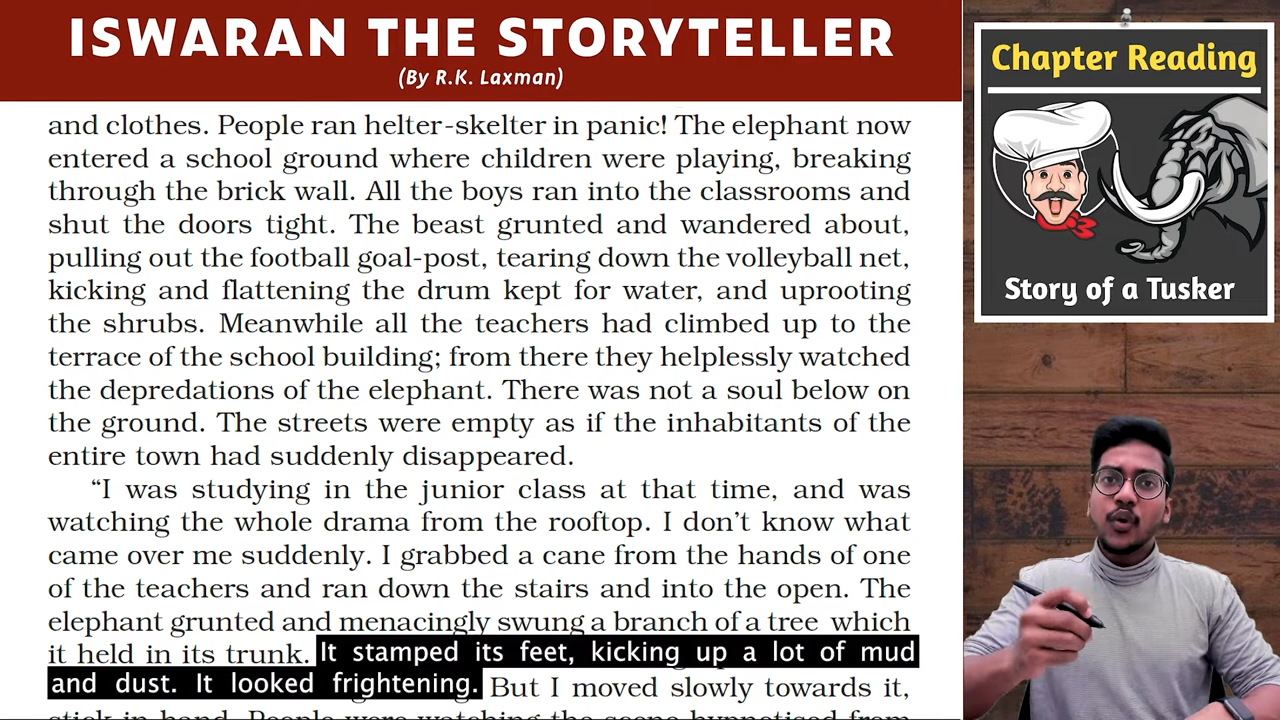 ISWARAN THE STORYTELLER
(By R.K. Laxman)
and clothes. People ran helter-skelter in panic! The elephant now
entered a school ground where children were playing, breaking
through the brick wall. All the boys ran into the classrooms and
shut the doors tight. The beast grunted and wandered about,
pulling out the football goal-post, tearing down the volleyball net,
kicking and flattening the drum kept for water, and uprooting
the shrubs. Meanwhile all the teachers had climbed up to the
terrace of the school building; from there they helplessly watched
the depredations of the elephant. There was not a soul below on
the ground. The streets were empty as if the inhabitants of the
entire town had suddenly disappeared.
“I was studying in the junior class at that time, and was
watching the whole drama from the rooftop. I don’t know what
came over me suddenly. I grabbed a cane from the hands of one
of the teachers and ran down the stairs and into the open. The
elephant grunted and menacingly swung a branch of a tree which
it held in its trunk. It stamped its feet, kicking up a lot of mud
and dust. It looked frightening. But I moved slowly towards it,
stick in hand. People were watching the scene hypnotised from
Chapter Reading
Story of a Tusker